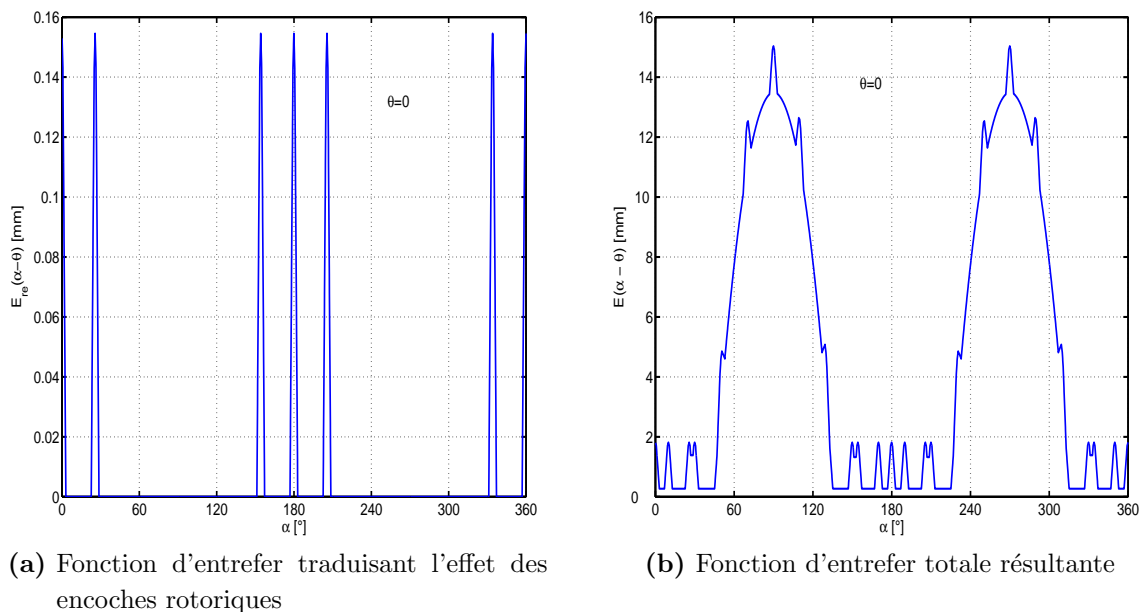 0.16
0.14
0.12
0.1
0.08
0.06
0.04
0.02
0
E_re(α−θ) [mm]
θ=0
0 60 120 180 240 300 360
α [°]
(a) Fonction d'entrefer traduisant l'effet des
encoches rotoriques
16
14
12
10
8
6
4
2
0
E (α − θ) [mm]
θ=0
0 60 120 180 240 300 360
α [°]
(b) Fonction d'entrefer totale résultante